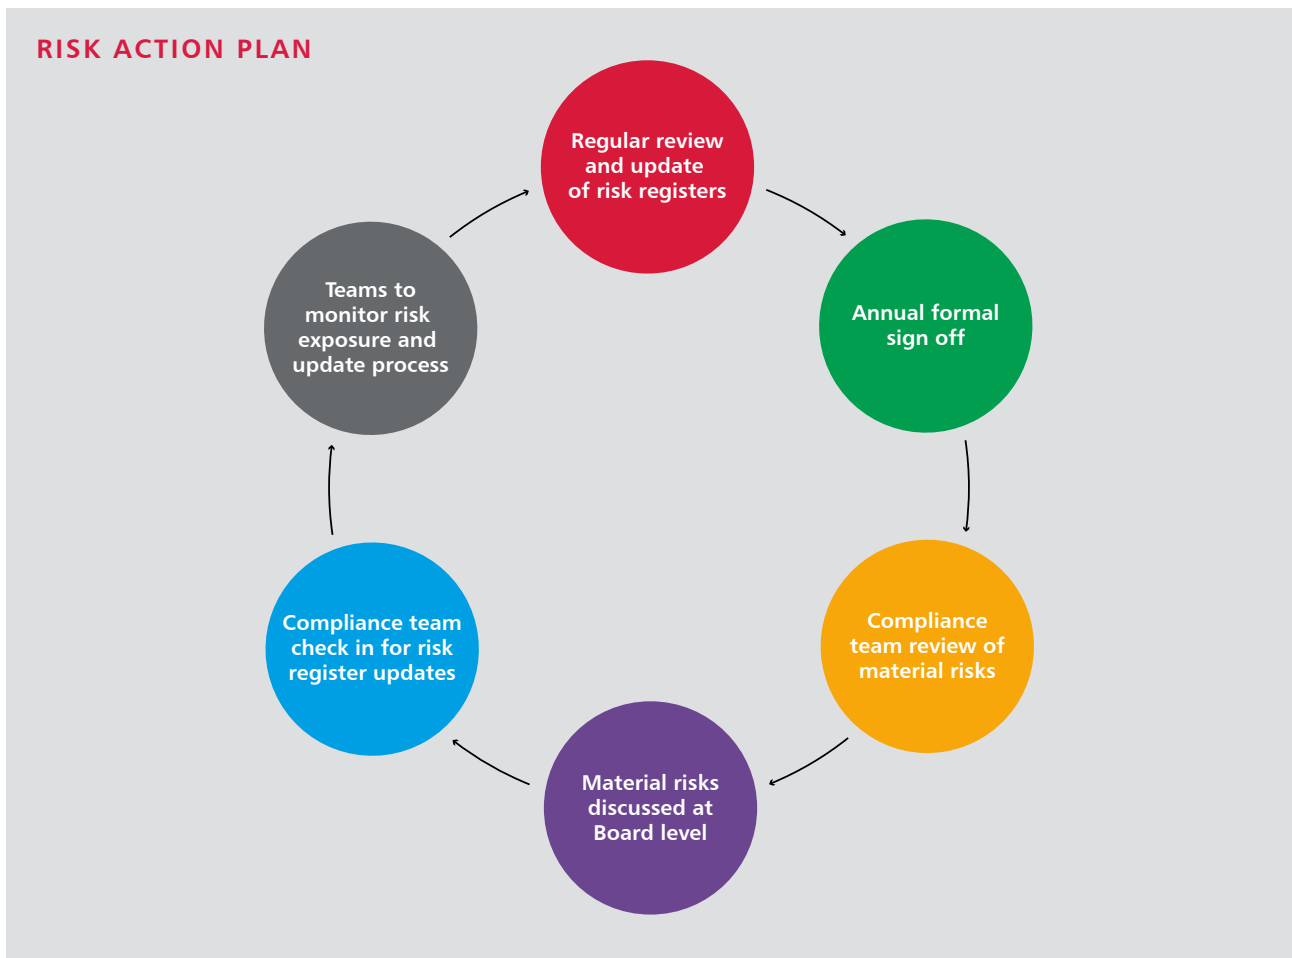 RISK ACTION PLAN
Regular review
and update
of risk registers
Annual formal
sign off
Compliance
team review of
material risks
Material risks
discussed at
Board level
Compliance team
check in for risk
register updates
Teams to
monitor risk
exposure and
update process